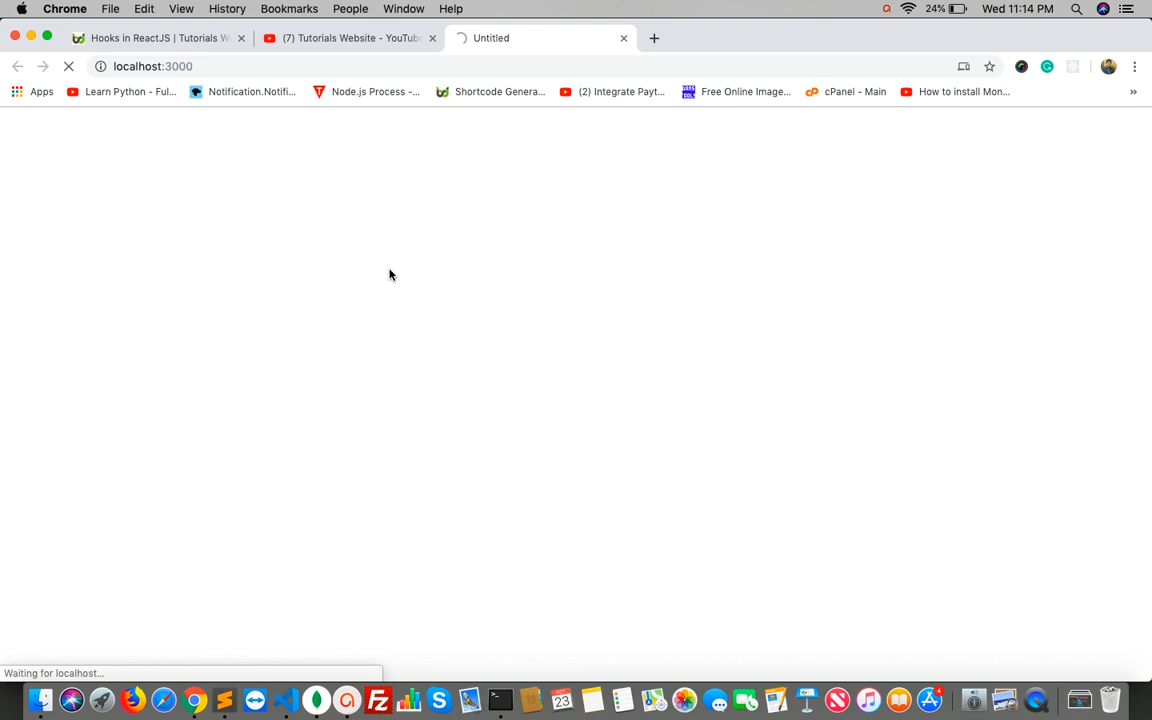 Chrome File Edit View History Bookmarks People Window Help 24% Wed 11:14 PM
Hooks in ReactJS | Tutorials W (7) Tutorials Website - YouTube Untitled
localhost:3000
Apps Learn Python - Ful... Notification.Notifi... Node.js Process -... Shortcode Genera... (2) Integrate Payt... Free Online Image... cPanel - Main How to install Mon... »
Waiting for localhost...
23 4